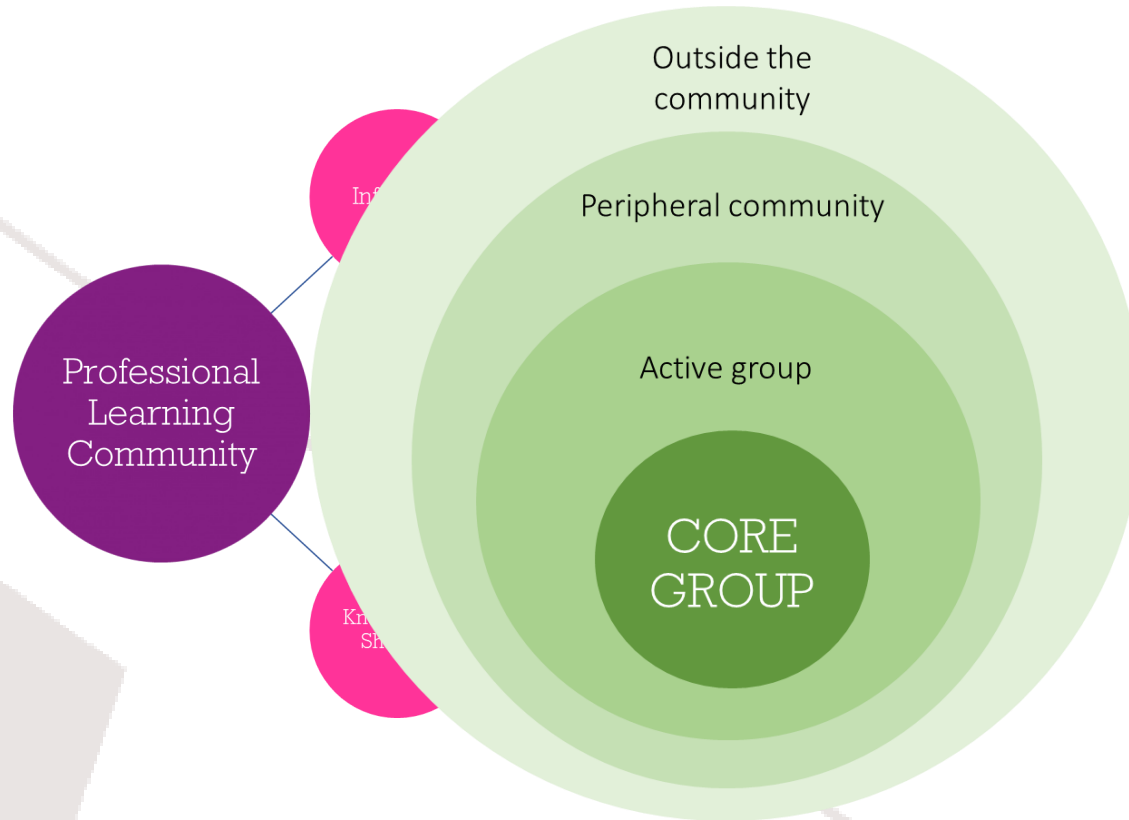 Outside the
community
Peripheral community
Active group
CORE
GROUP
Professional
Learning
Community